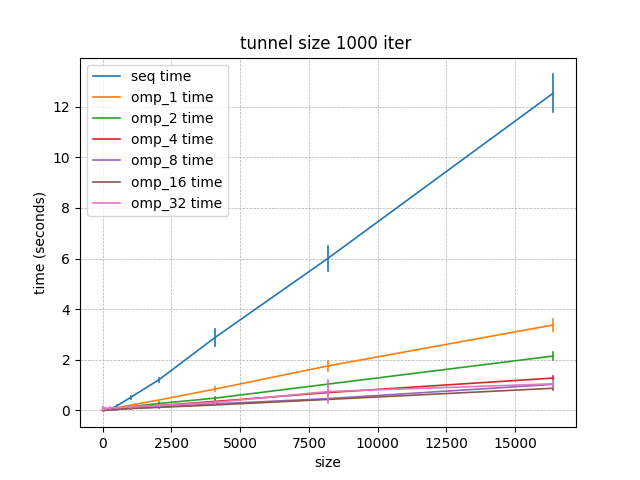 tunnel size 1000 iter
seq time
omp_1 time
omp_2 time
omp_4 time
omp_8 time
omp_16 time
omp_32 time
time (seconds)
12
10
8
6
4
2
0
0 2500 5000 7500 10000 12500 15000
size